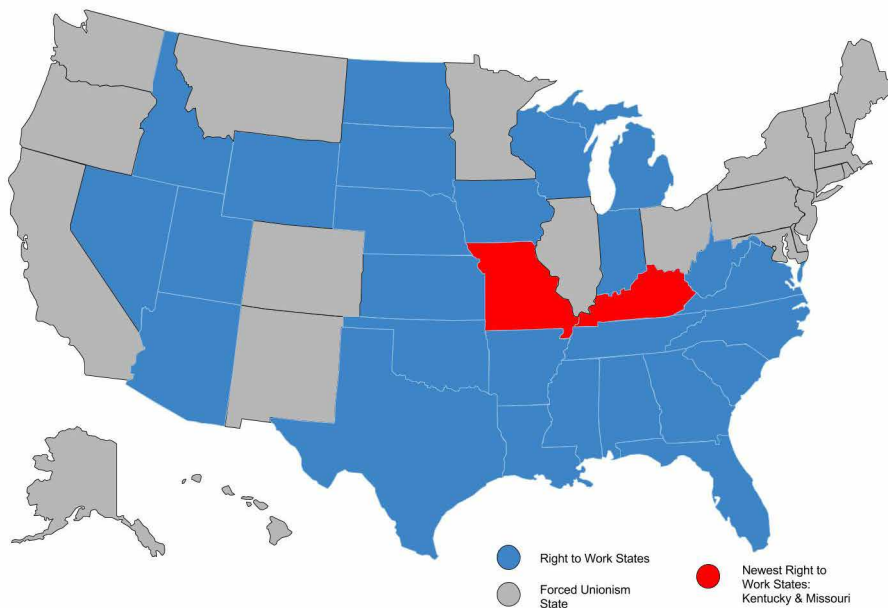 Right to Work States
Forced Unionism
State
Newest Right to
Work States:
Kentucky & Missouri